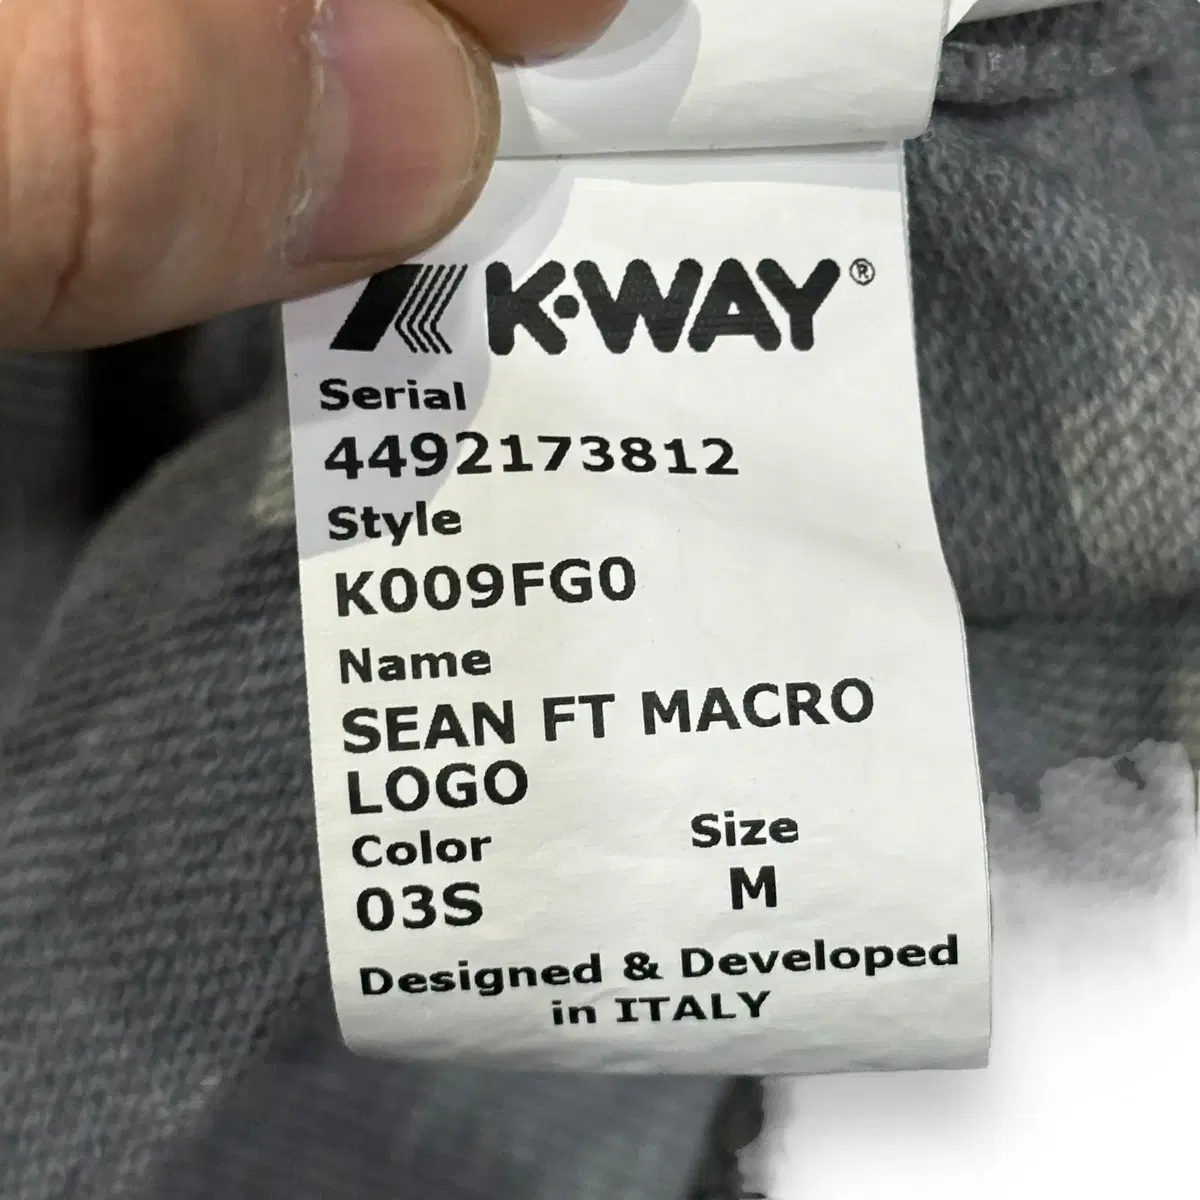 K·WAY®
Serial
4492173812
Style
K009FG0
Name
SEAN FT MACRO
LOGO
Color Size
03S M
Designed & Developed
in ITALY